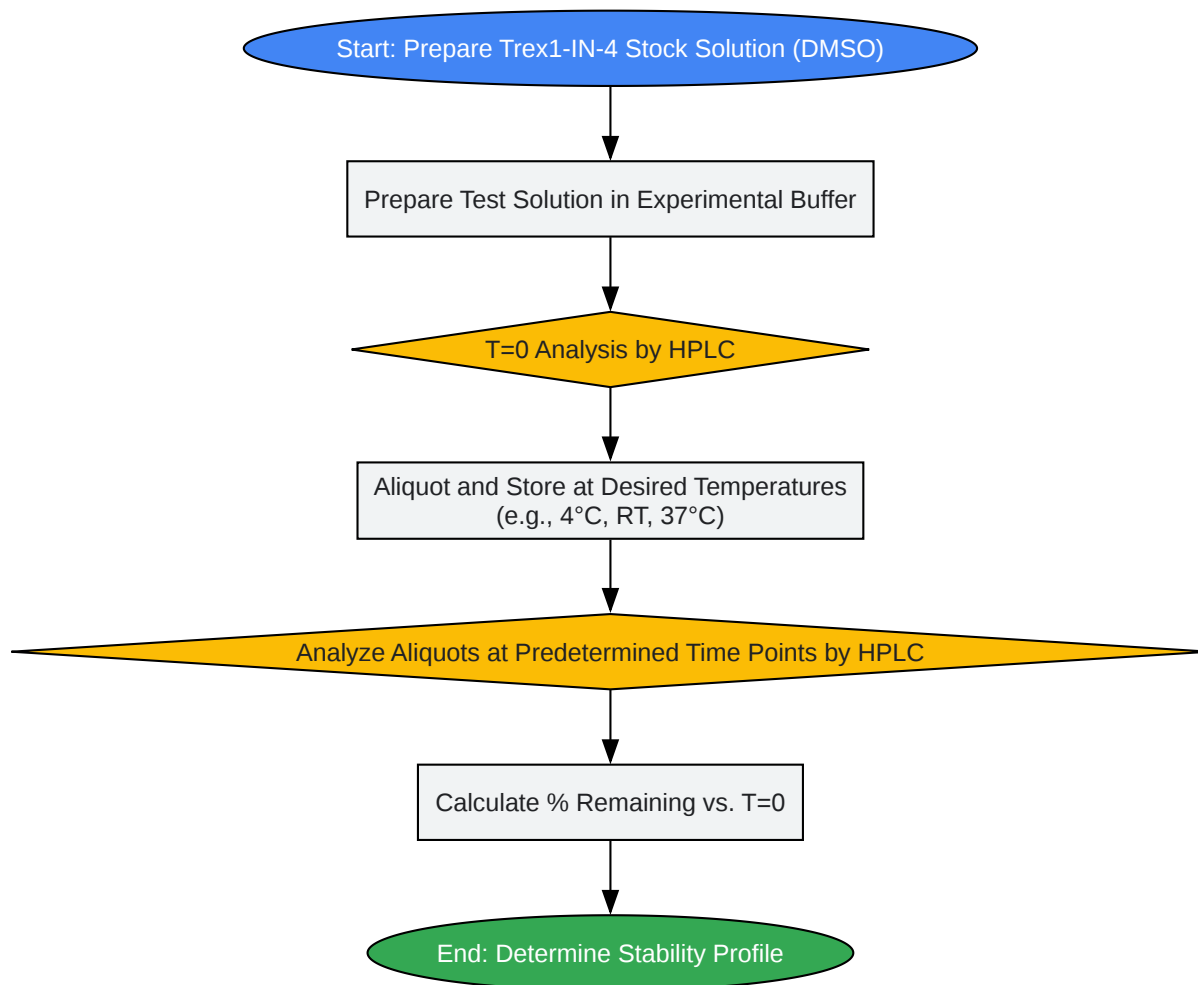 Start: Prepare Trex1-IN-4 Stock Solution (DMSO)
Prepare Test Solution in Experimental Buffer
T=0 Analysis by HPLC
Aliquot and Store at Desired Temperatures
(e.g., 4°C, RT, 37°C)
Analyze Aliquots at Predetermined Time Points by HPLC
Calculate % Remaining vs. T=0
End: Determine Stability Profile